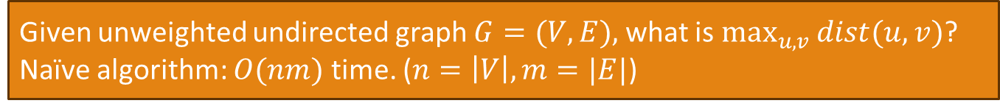 Given unweighted undirected graph G = (V, E), what is max_{u,v} dist(u, v)?
Naïve algorithm: O(nm) time. (n = |V|, m = |E|)